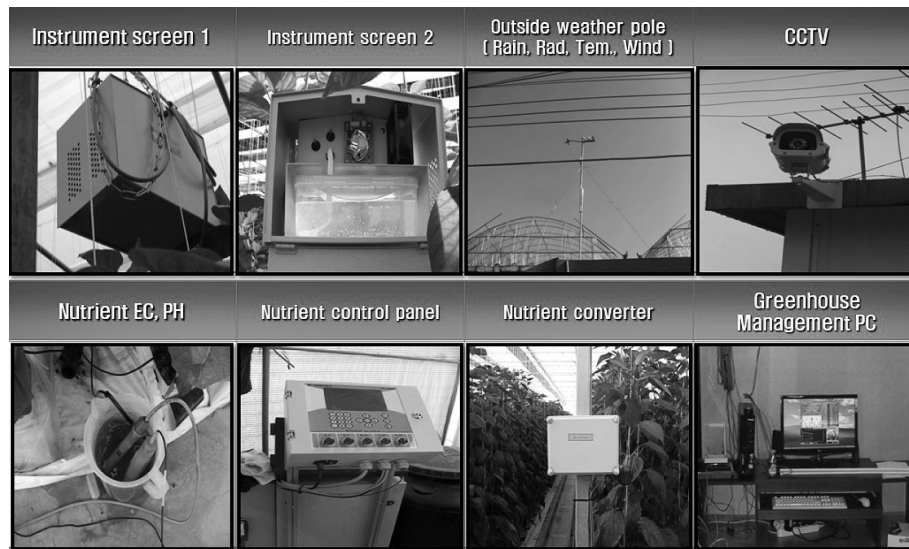 Instrument screen 1
Instrument screen 2
Outside weather pole
( Rain, Rad, Tem., Wind )
CCTV
Nutrient EC, PH
Nutrient control panel
Nutrient converter
Greenhouse
Management PC